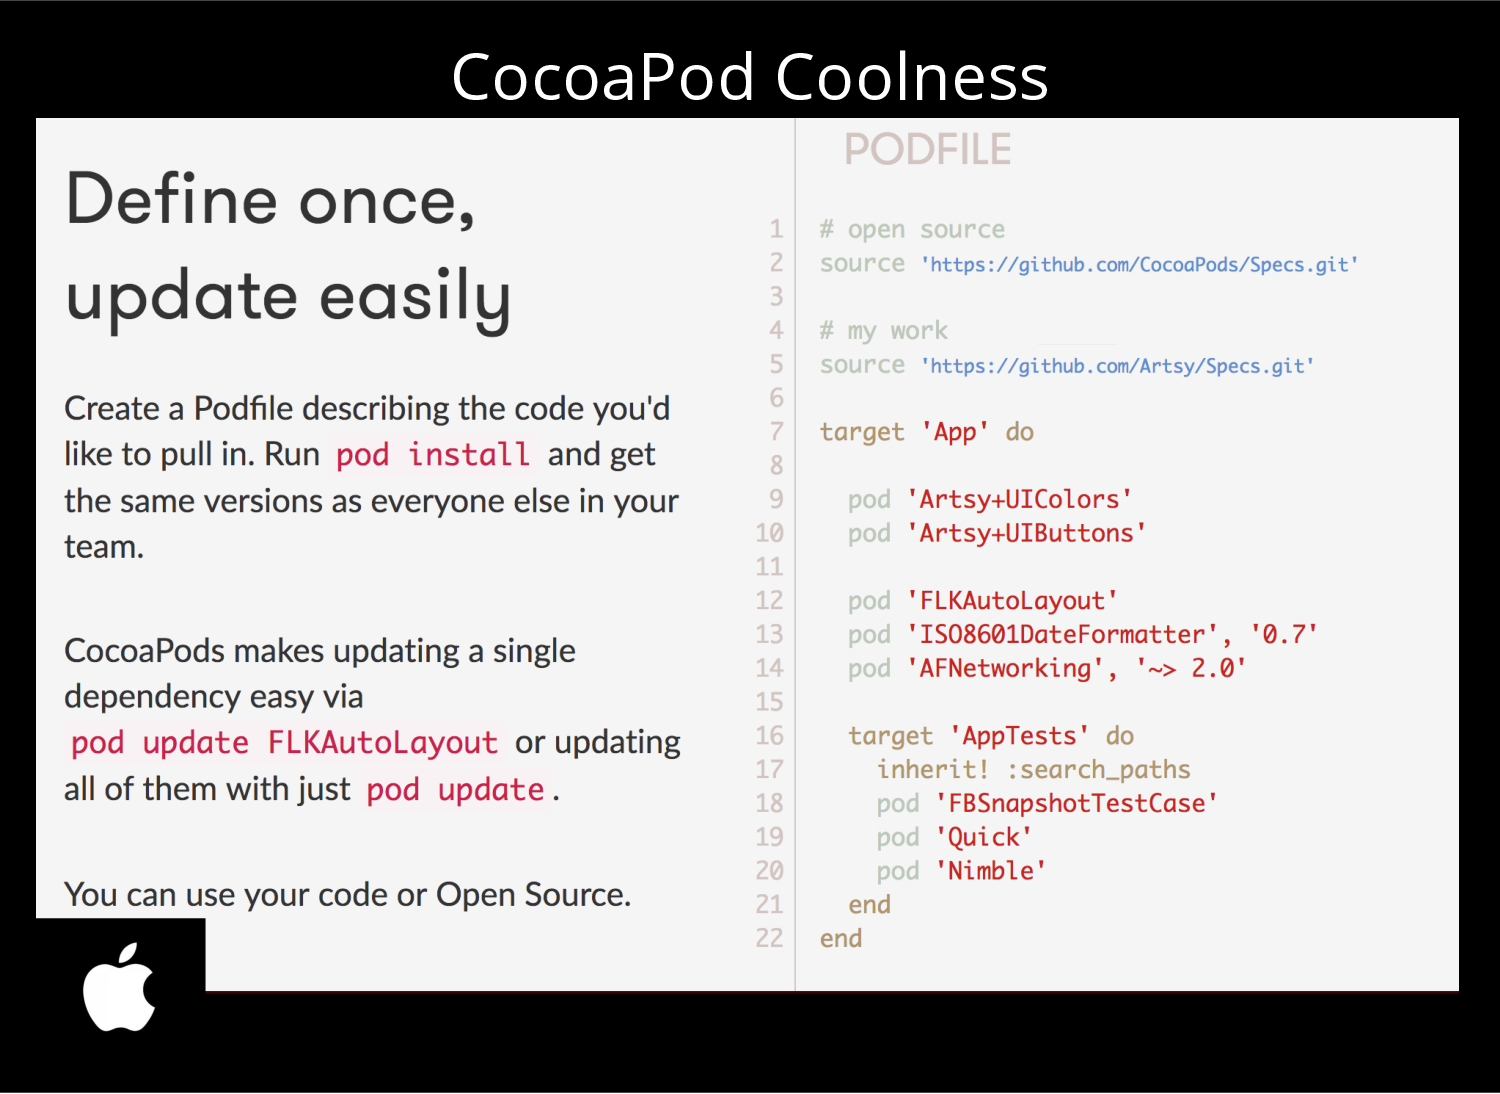 CocoaPod Coolness
Define once,
update easily
Create a Podfile describing the code you'd
like to pull in. Run pod install and get
the same versions as everyone else in your
team.
CocoaPods makes updating a single
dependency easy via
pod update FLKAutoLayout or updating
all of them with just pod update.
You can use your code or Open Source.
PODFILE
1 # open source
2 source 'https://github.com/CocoaPods/Specs.git'
3
4 # my work
5 source 'https://github.com/Artsy/Specs.git'
6
7 target 'App' do
8
9 pod 'Artsy+UIColors'
10 pod 'Artsy+UIButtons'
11
12 pod 'FLKAutoLayout'
13 pod 'ISO8601DateFormatter', '0.7'
14 pod 'AFNetworking', '~> 2.0'
15
16 target 'AppTests' do
17 inherit! :search_paths
18 pod 'FBSnapshotTestCase'
19 pod 'Quick'
20 pod 'Nimble'
21 end
22 end